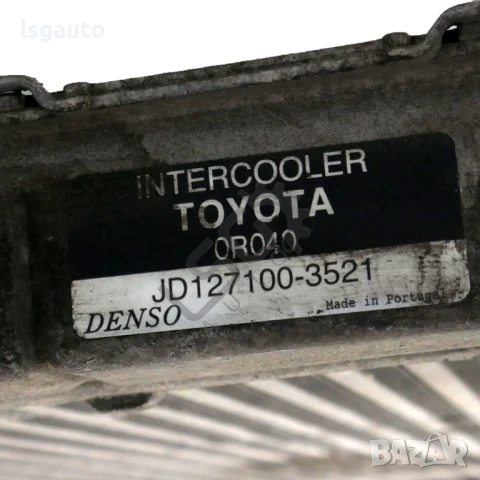 lsgauto
INTERCOOLER
TOYOTA
0R040
JD127100-3521
DENSO
Made in Portugal
BAZAR